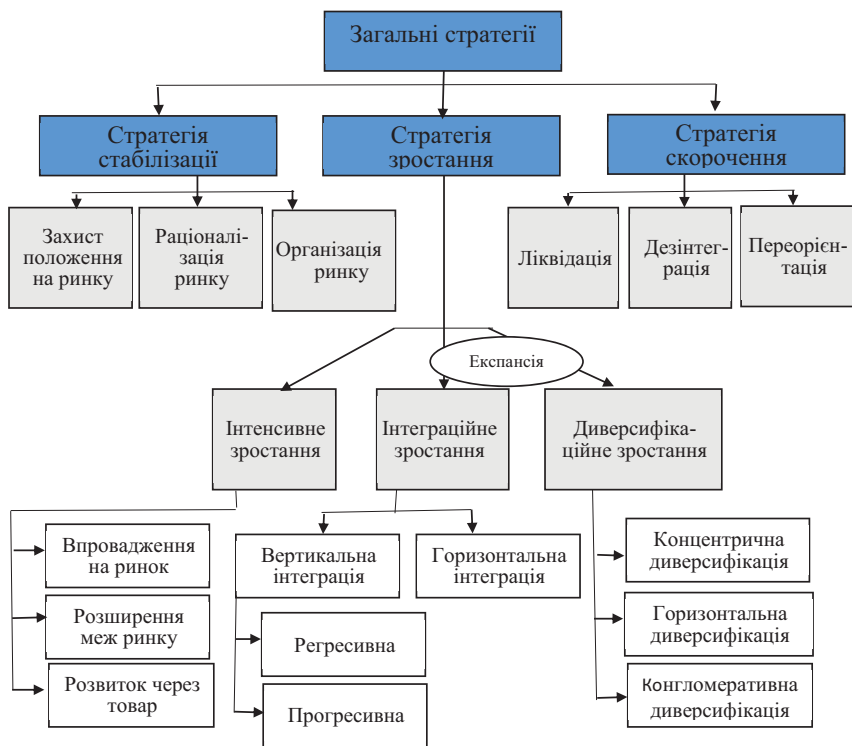 Загальні стратегії
Стратегія
стабілізації
Стратегія
зростання
Стратегія
скорочення
Захист
положення
на ринку
Раціоналі-
зація
ринку
Організація
ринку
Ліквідація
Дезінтег-
рація
Переорієн-
тація
Експансія
Інтенсивне
зростання
Інтеграційне
зростання
Диверсифіка-
ційне зростання
Впровадження
на ринок
Розширення
меж ринку
Розвиток через
товар
Вертикальна
інтеграція
Горизонтальна
інтеграція
Регресивна
Прогресивна
Концентрична
диверсифікація
Горизонтальна
диверсифікація
Конгломеративна
диверсифікація